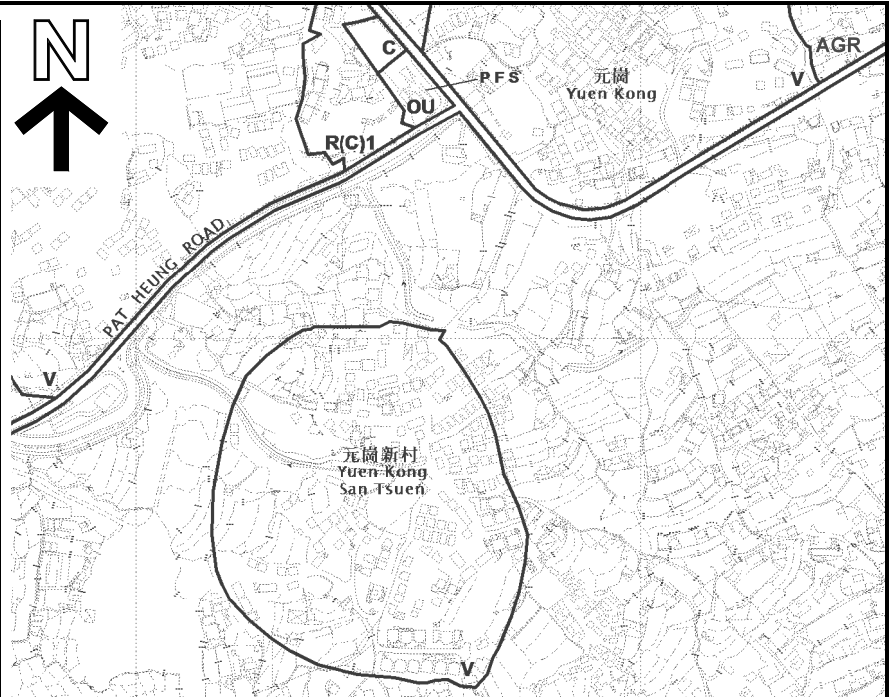 N
C
PFS
OU
R(C)1
元崗
Yuen Kong
V
AGR
PAT HEUNG ROAD
V
元崗新村
Yuen Kong
San Tsuen
V